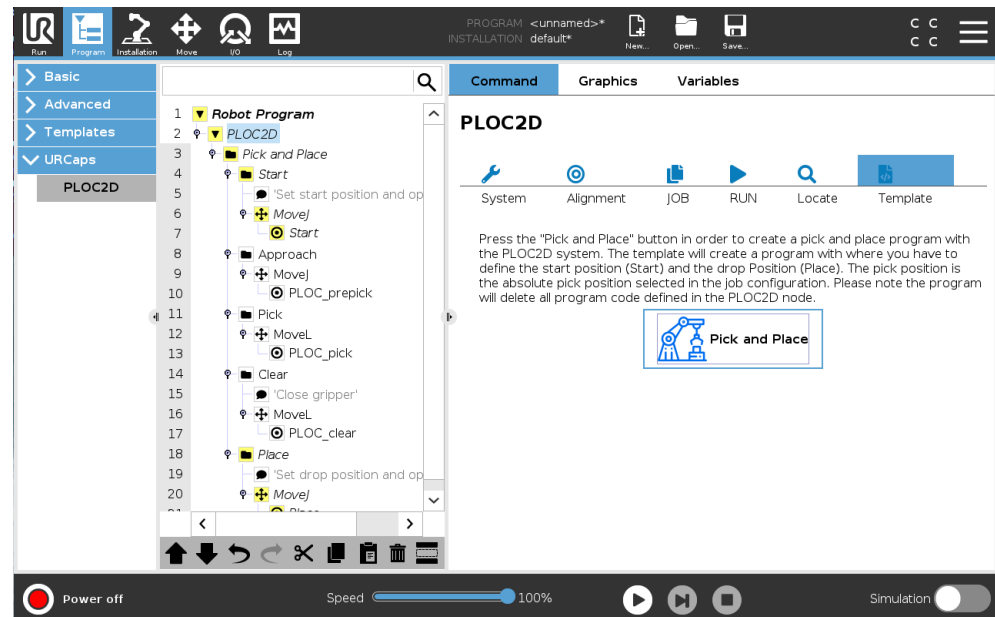 PROGRAM <unnamed>*
INSTALLATION default*
UR
Run
Program
Installation
Move
I/O
Log
New...
Open...
Save...
C C
C C
Basic
Advanced
Templates
URCaps
PLOC2D
1 Robot Program
2 PLOC2D
3 Pick and Place
4 Start
5 'Set start position and op
6 MoveJ
7 Start
8 Approach
9 MoveJ
10 PLOC_prepick
11 Pick
12 MoveL
13 PLOC_pick
14 Clear
15 'Close gripper'
16 MoveL
17 PLOC_clear
18 Place
19 'Set drop position and op
20 MoveJ
21 Place
Command
Graphics
Variables
PLOC2D
System
Alignment
JOB
RUN
Locate
Template
Press the "Pick and Place" button in order to create a pick and place program with
the PLOC2D system. The template will create a program with where you have to
define the start position (Start) and the drop Position (Place). The pick position is
the absolute pick position selected in the job configuration. Please note the program
will delete all program code defined in the PLOC2D node.
Pick and Place
Power off
Speed
100%
Simulation